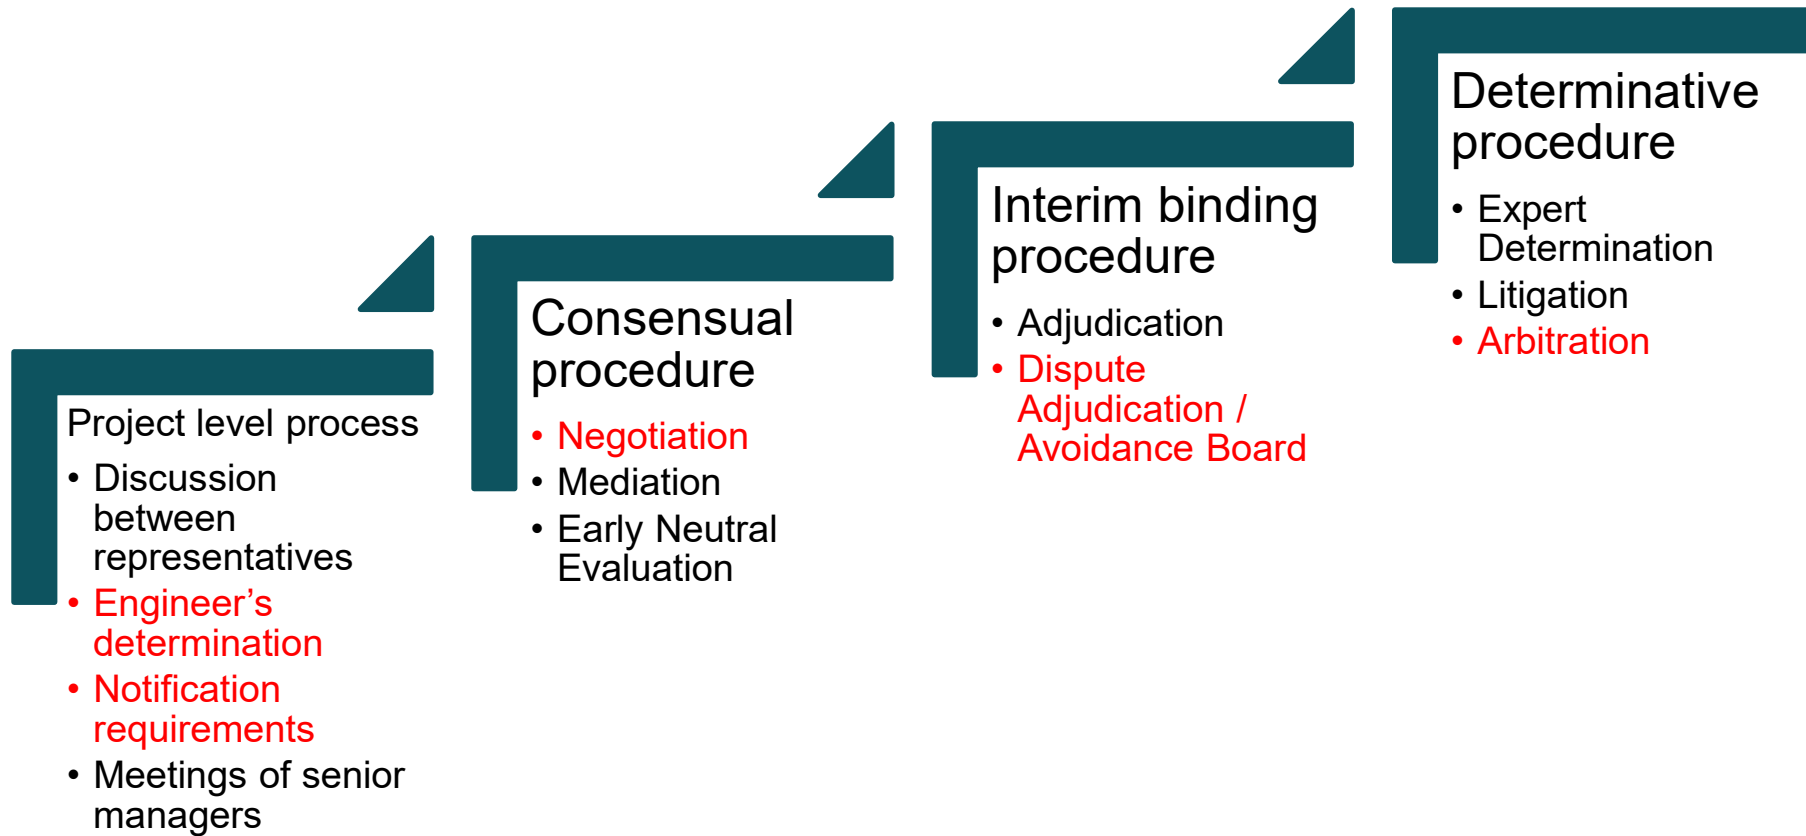 Project level process
• Discussion
between
representatives
• Engineer’s
determination
• Notification
requirements
• Meetings of senior
managers
Consensual
procedure
• Negotiation
• Mediation
• Early Neutral
Evaluation
Interim binding
procedure
• Adjudication
• Dispute
Adjudication /
Avoidance Board
Determinative
procedure
• Expert
Determination
• Litigation
• Arbitration